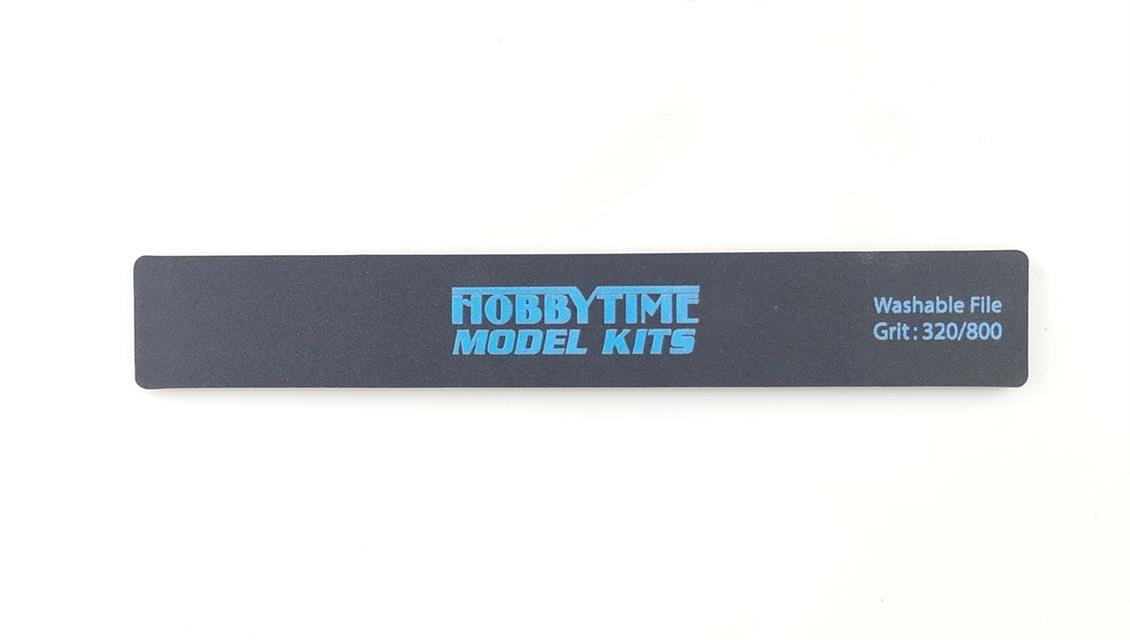 HOBBYTIME
MODEL KITS
Washable File
Grit: 320/800